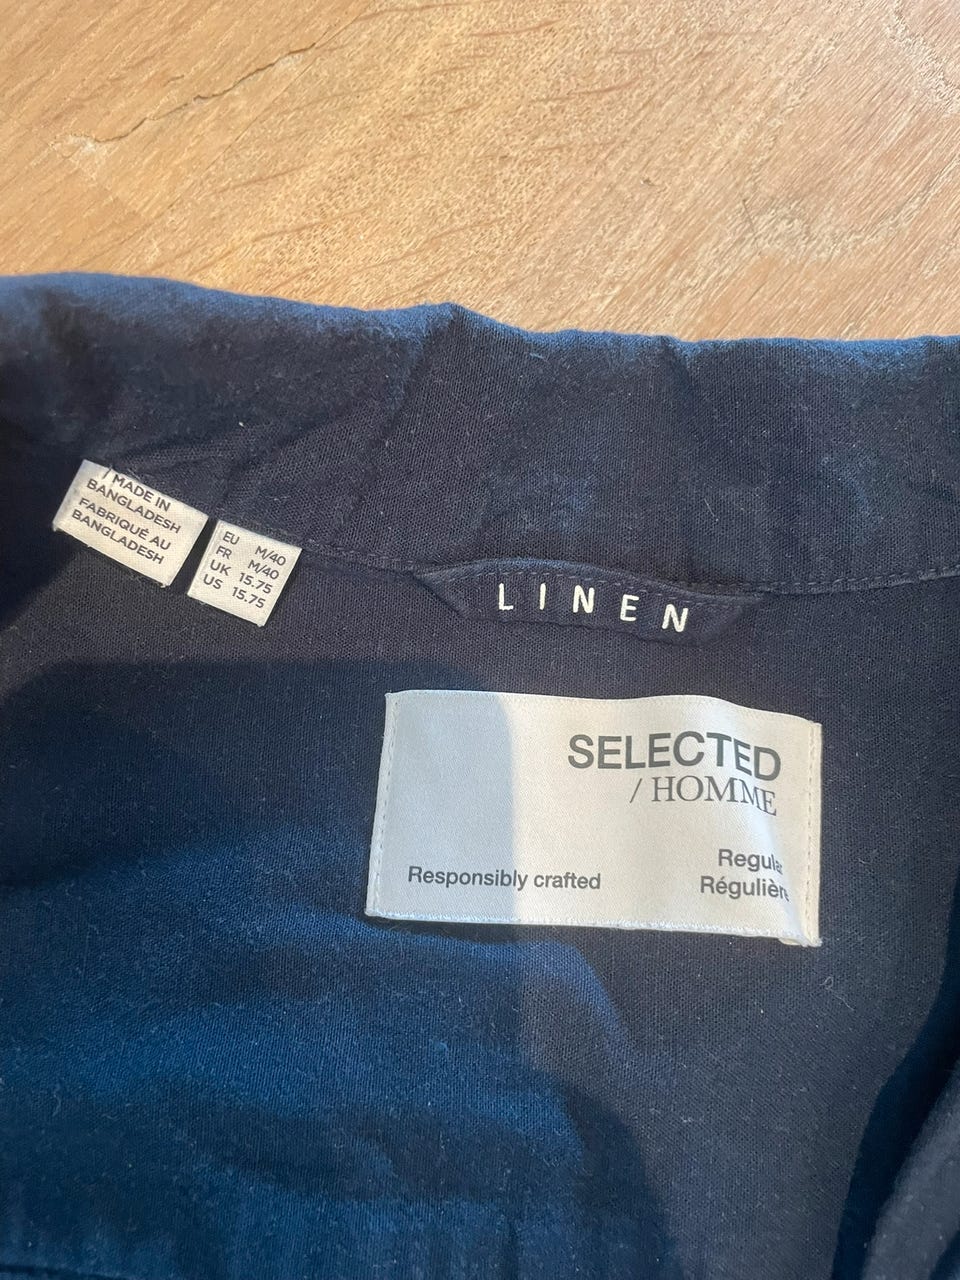 / MADE IN
BANGLADESH
FABRIQUÉ AU
BANGLADESH
EU M/40
FR M/40
UK 15.75
US 15.75
LINEN
SELECTED
/ HOMME
Regular
Régulière
Responsibly crafted